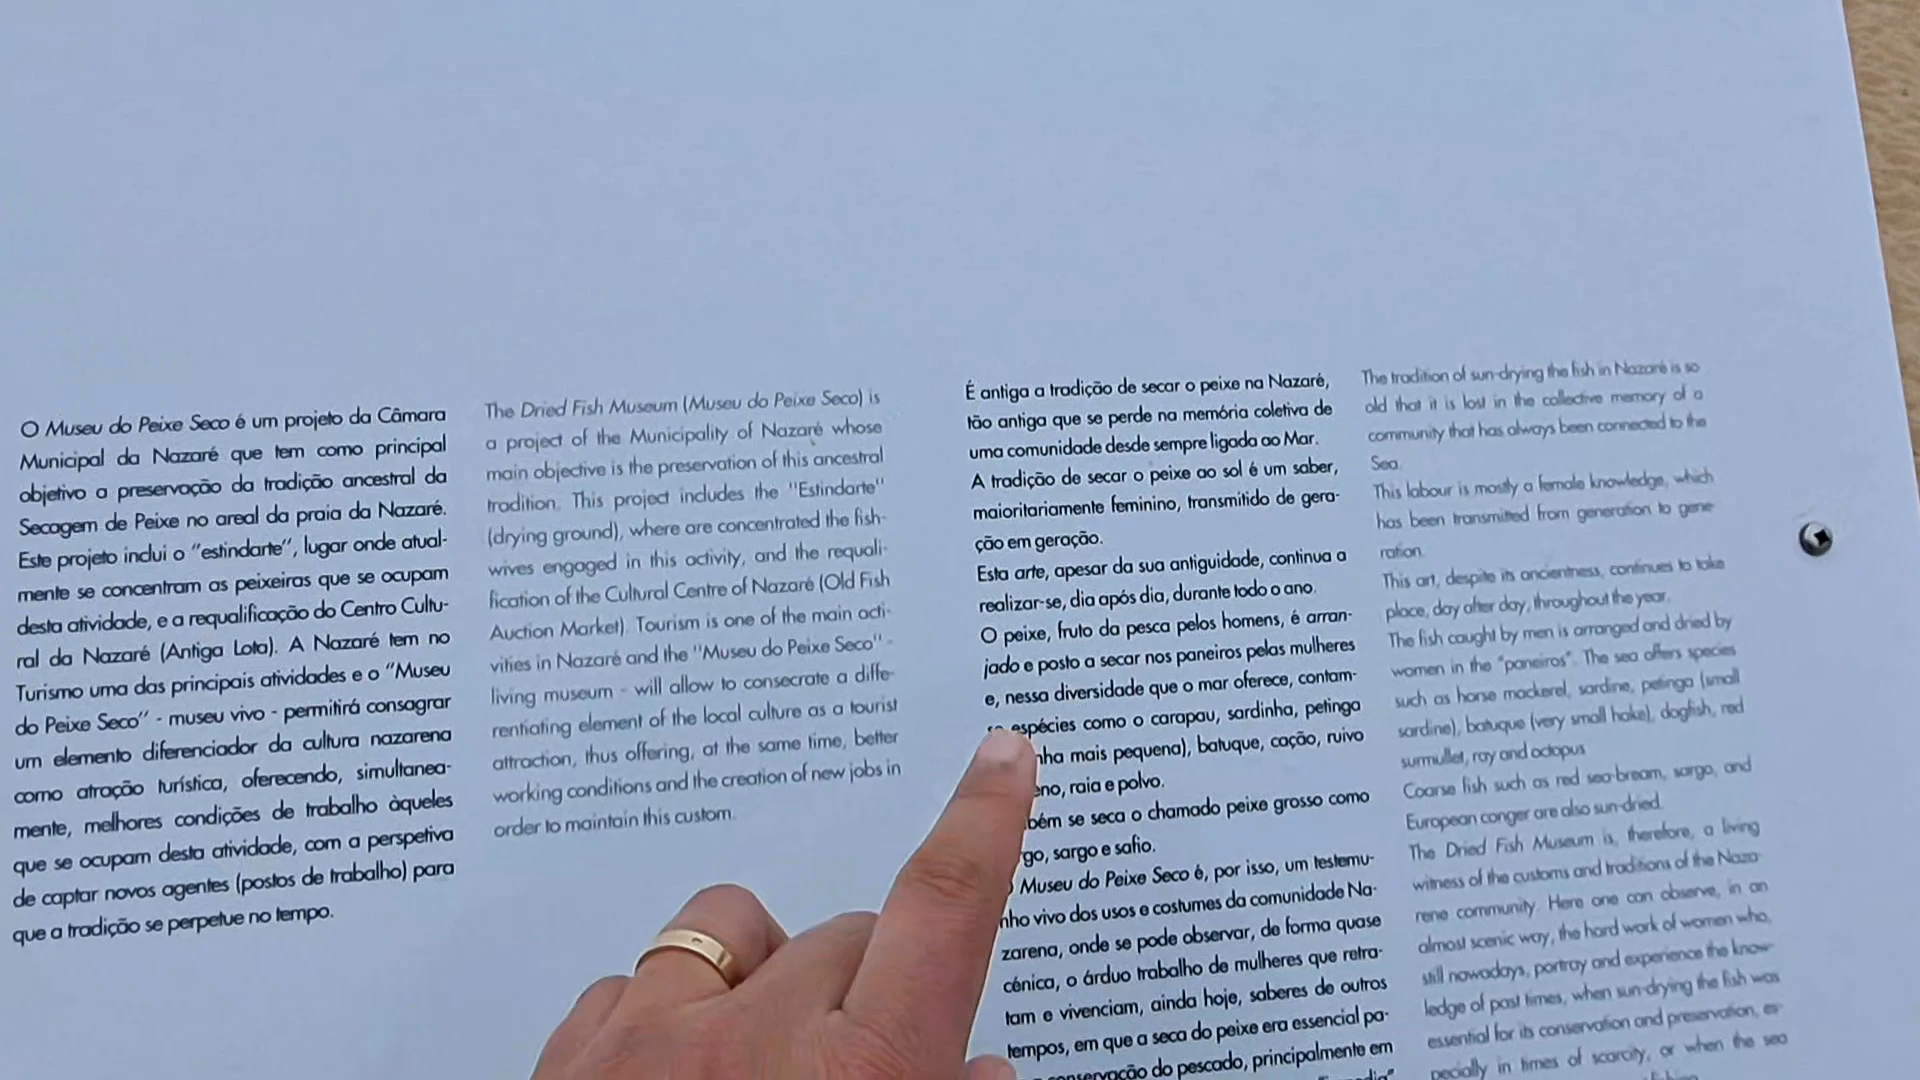 O Museu do Peixe Seco é um projeto da Câmara
Municipal da Nazaré que tem como principal
objetivo a preservação da tradição ancestral da
Secagem de Peixe no areal da praia da Nazaré.
Este projeto inclui o "estindarte", lugar onde atual-
mente se concentram as peixeiras que se ocupam
desta atividade, e a requalificação do Centro Cultu-
ral da Nazaré (Antiga Lota). A Nazaré tem no
Turismo uma das principais atividades e o "Museu
do Peixe Seco" - museu vivo - permitirá consagrar
um elemento diferenciador da cultura nazarena
como atração turística, oferecendo, simultanea-
mente, melhores condições de trabalho àqueles
que se ocupam desta atividade, com a perspetiva
de captar novos agentes (postos de trabalho) para
que a tradição se perpetue no tempo.
The Dried Fish Museum (Museu do Peixe Seco) is
a project of the Municipality of Nazaré whose
main objective is the preservation of this ancestral
tradition. This project includes the "Estindarte"
(drying ground), where are concentrated the fish-
wives engaged in this activity, and the requali-
fication of the Cultural Centre of Nazaré (Old Fish
Auction Market). Tourism is one of the main acti-
vities in Nazaré and the "Museu do Peixe Seco" -
living museum - will allow to consecrate a diffe-
rentiating element of the local culture as a tourist
attraction, thus offering, at the same time, better
working conditions and the creation of new jobs in
order to maintain this custom.
É antiga a tradição de secar o peixe na Nazaré,
tão antiga que se perde na memória coletiva de
uma comunidade desde sempre ligada ao Mar.
A tradição de secar o peixe ao sol é um saber,
maioritariamente feminino, transmitido de gera-
ção em geração.
Esta arte, apesar da sua antiguidade, continua a
realizar-se, dia após dia, durante todo o ano.
O peixe, fruto da pesca pelos homens, é arran-
jado e posto a secar nos paneiros pelas mulheres
e, nessa diversidade que o mar oferece, contam-
espécies como o carapau, sardinha, petinga
mais pequena), batuque, cação, ruivo
raia e polvo.
se seca o chamado peixe grosso como
sargo e safio.
Museu do Peixe Seco é, por isso, um testemu-
nho vivo dos usos e costumes da comunidade Na-
zarena, onde se pode observar, de forma quase
cénica, o árduo trabalho de mulheres que retra-
tam e vivenciam, ainda hoje, saberes de outros
tempos, em que a seca do peixe era essencial pa-
conservação do pescado, principalmente em
The tradition of sun-drying the fish in Nazaré is so
old that it is lost in the collective memory of a
community that has always been connected to the
Sea.
This labour is mostly a female knowledge, which
has been transmitted from generation to gene-
ration.
This art, despite its ancientness, continues to take
place, day after day, throughout the year.
The fish caught by men is arranged and dried by
women in the "paneiros". The sea offers species
such as horse mackerel, sardine, petinga (small
sardine), batuque (very small hake), dogfish, red
surmullet, ray and octopus
Coarse fish such as red sea-bream, sargo, and
European conger are also sun-dried.
The Dried Fish Museum is, therefore, a living
witness of the customs and traditions of the Naza-
rene community. Here one can observe, in an
almost scenic way, the hard work of women who,
still nowadays, portray and experience the know-
ledge of past times, when sun-drying the fish was
essential for its conservation and preservation, es-
pecially in times of scarcity, or when the sea